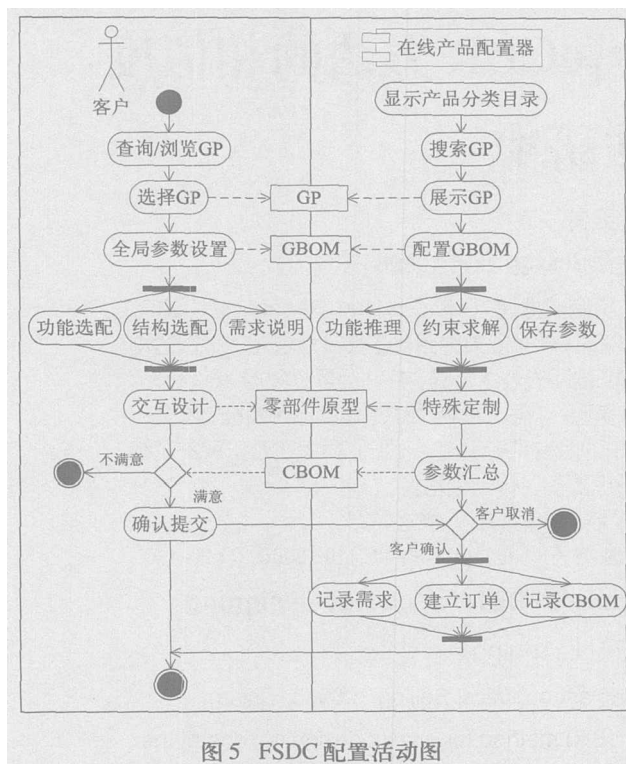 客户
在线产品配置器
显示产品分类目录
查询/浏览GP
搜索GP
选择GP
GP
展示GP
全局参数设置
GBOM
配置GBOM
功能选配
结构选配
需求说明
功能推理
约束求解
保存参数
交互设计
零部件原型
特殊定制
不满意
CBOM
参数汇总
满意
确认提交
客户取消
客户确认
记录需求
建立订单
记录CBOM
图5 FSDC配置活动图